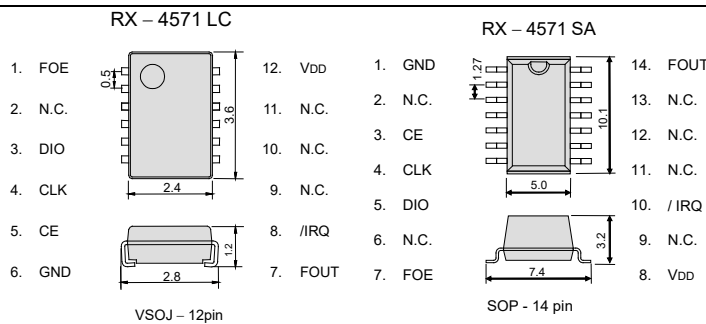 RX – 4571 LC
1. FOE
2. N.C.
3. DIO
4. CLK
5. CE
6. GND
0.5
3.6
2.4
1.2
2.8
12. VDD
11. N.C.
10. N.C.
9. N.C.
8. /IRQ
7. FOUT
VSOJ – 12pin
RX – 4571 SA
1. GND
2. N.C.
3. CE
4. CLK
5. DIO
6. N.C.
7. FOE
1.27
10.1
5.0
3.2
7.4
14. FOUT
13. N.C.
12. N.C.
11. N.C.
10. / IRQ
9. N.C.
8. VDD
SOP - 14 pin